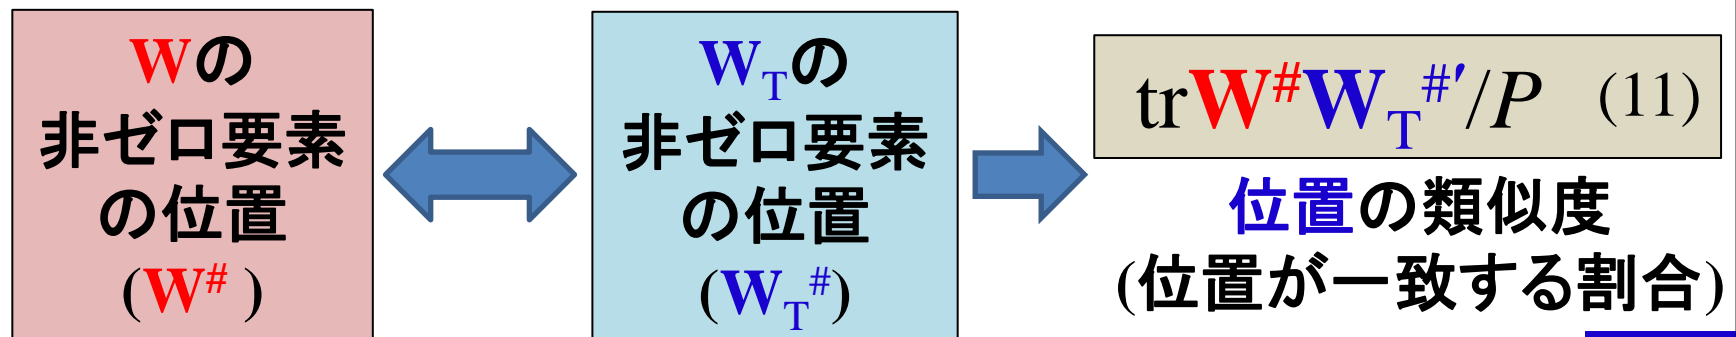 Wの
非ゼロ要素
の位置
(W# )
WTの
非ゼロ要素
の位置
(WT#)
trW#WT#′/P (11)
位置の類似度
(位置が一致する割合)